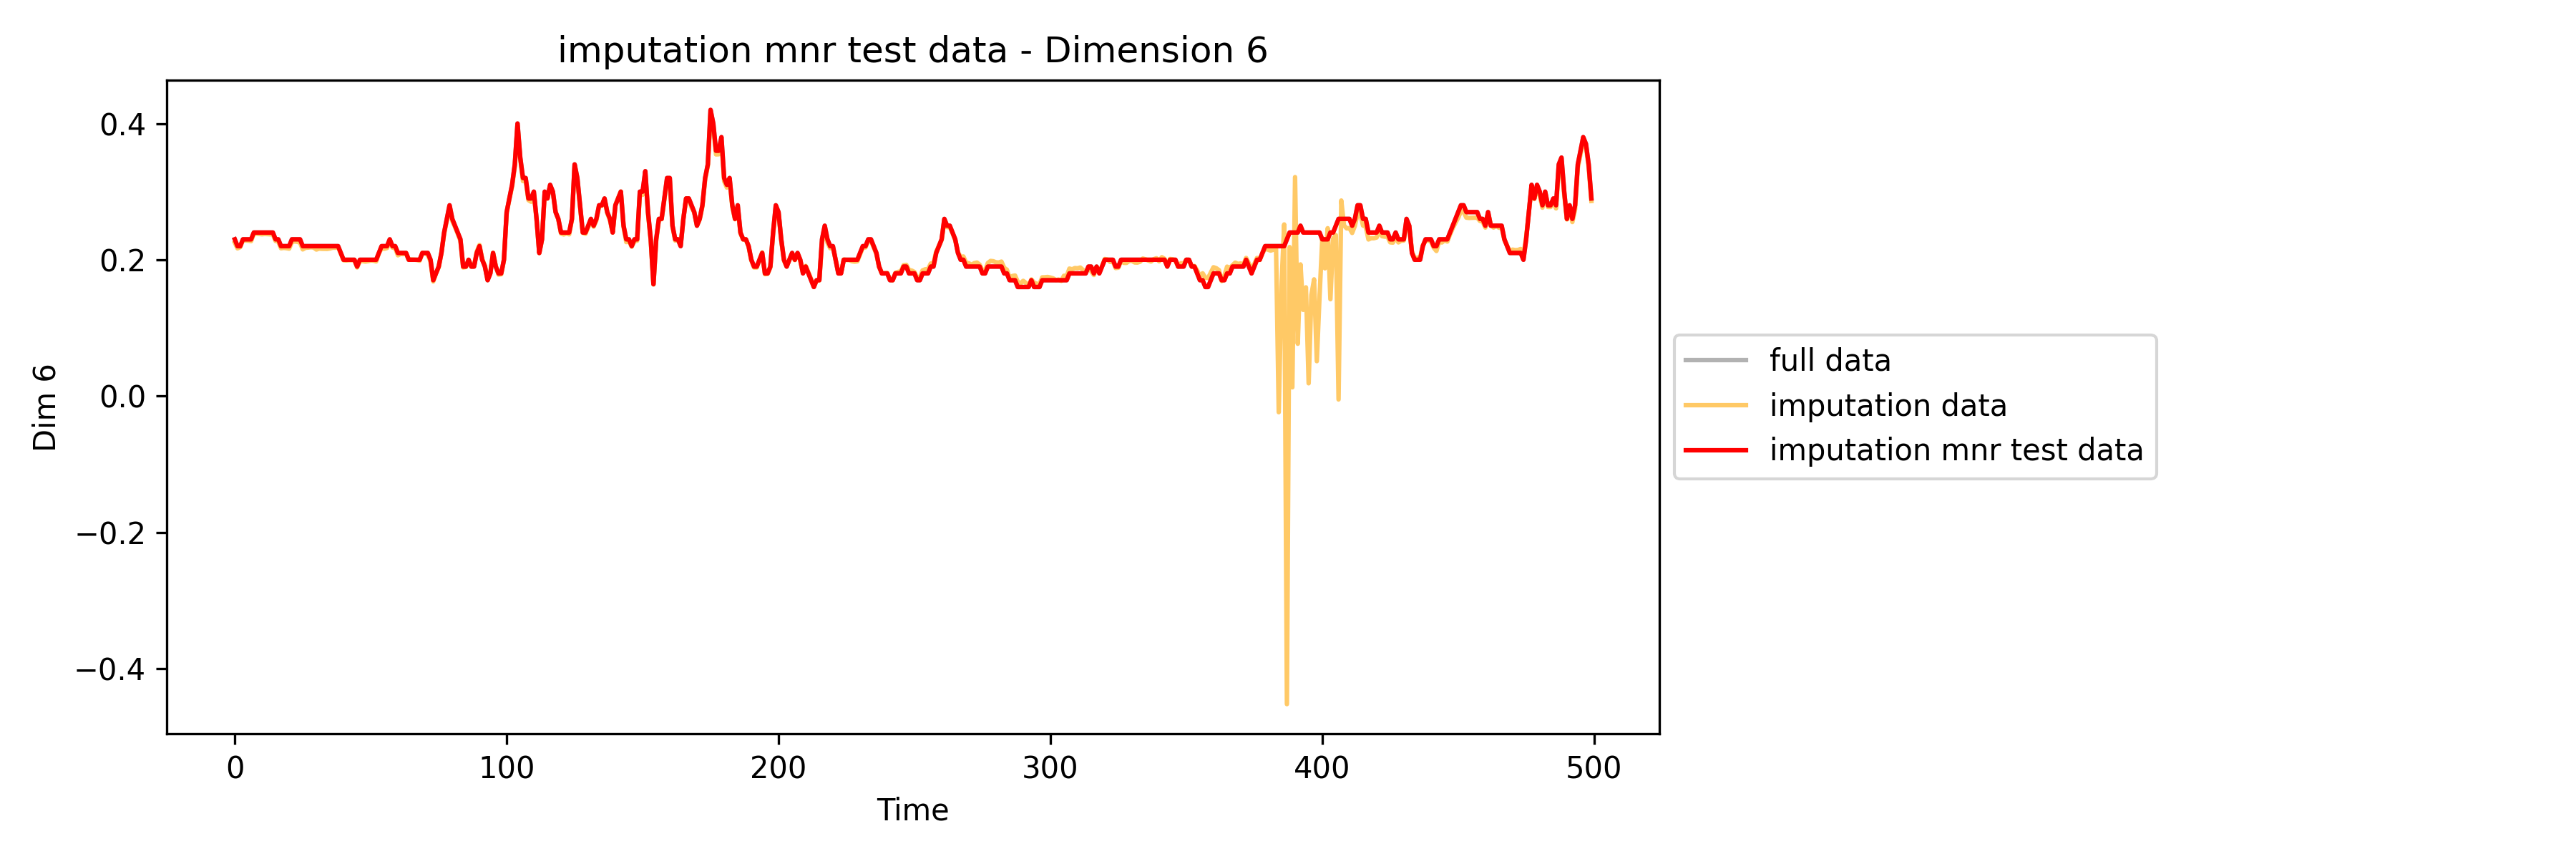 imputation mnr test data - Dimension 6
0.4
0.2
0.0
−0.2
−0.4
Dim 6
0 100 200 300 400 500
Time
full data
imputation data
imputation mnr test data